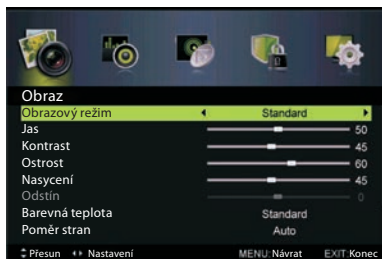 Obraz
Obrazový režim Standard
Jas 50
Kontrast 45
Ostrost 60
Nasycení 45
Odstín 0
Barevná teplota Standard
Poměr stran Auto
Přesun Nastavení MENU:Návrat EXIT:Konec